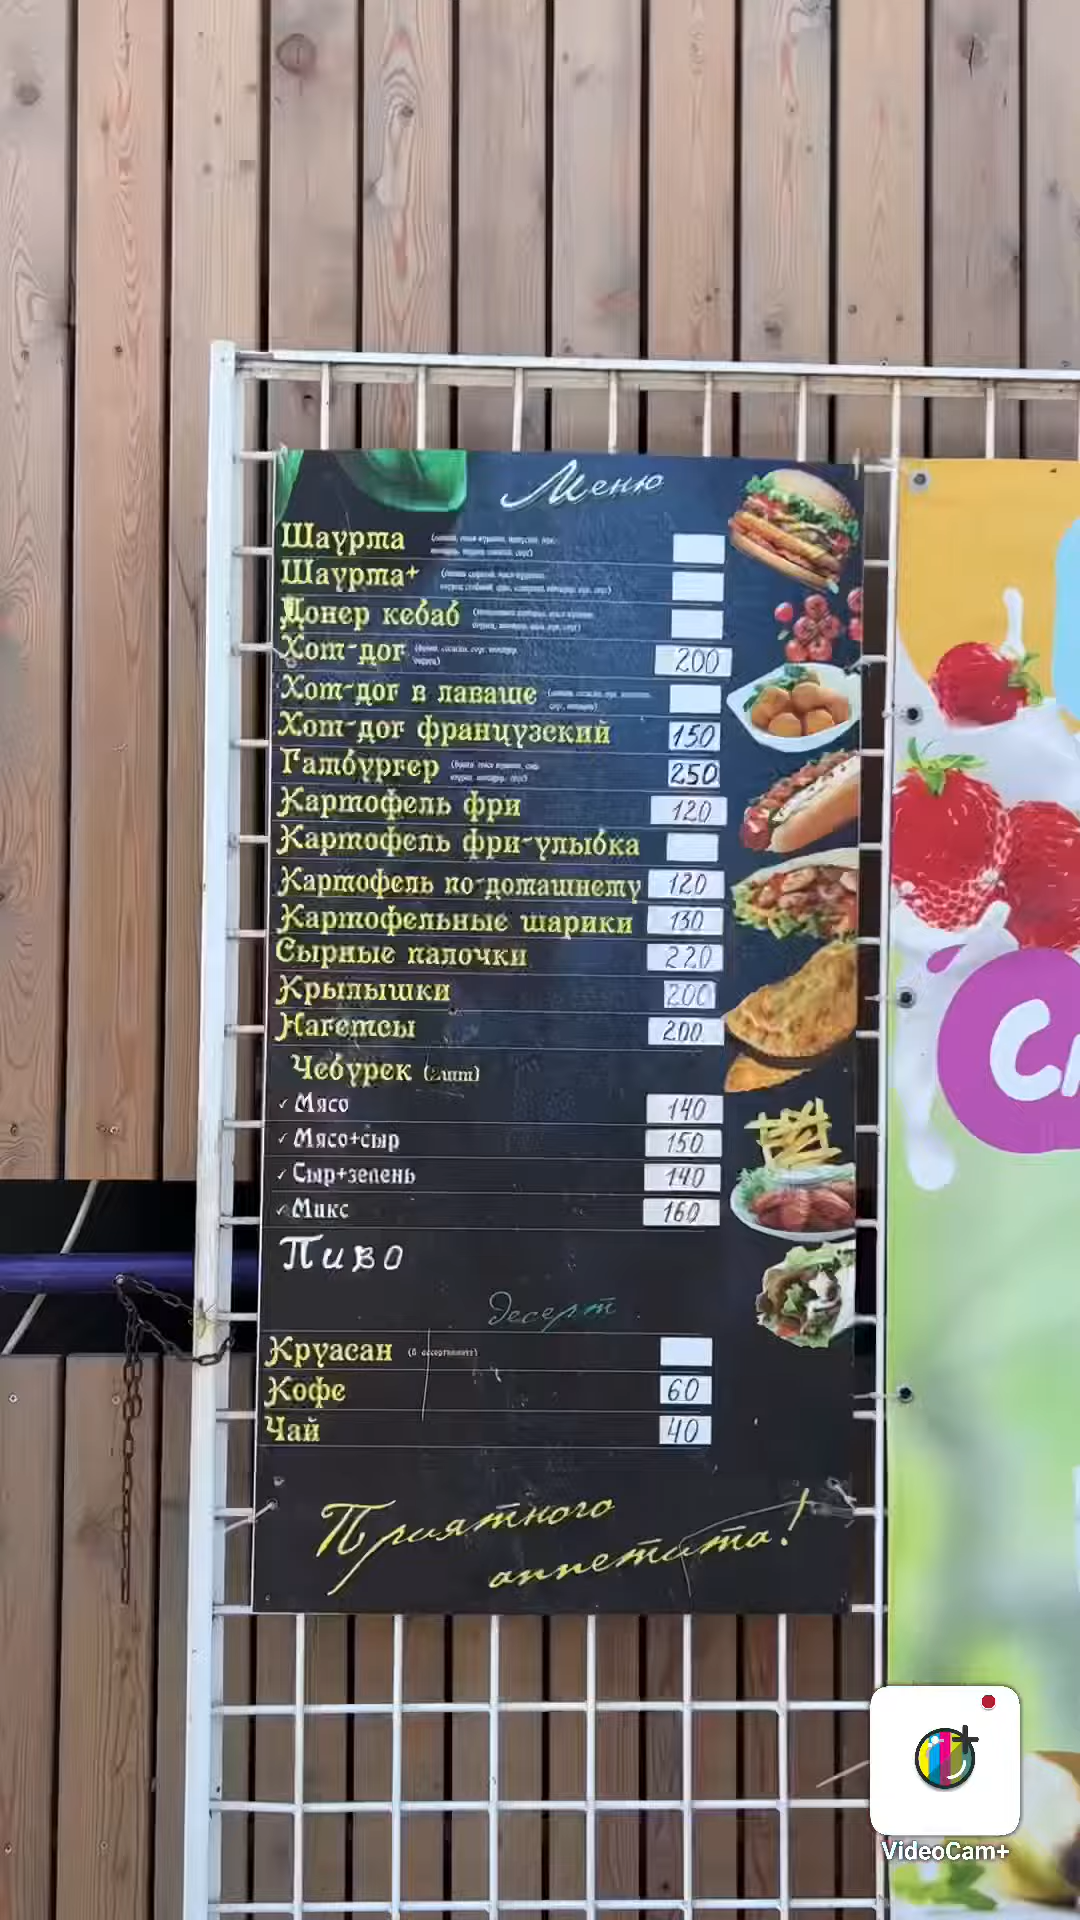 Меню
Шаурма
Шаурма+
Донер кебаб
Хот-дог 200
Хот-дог в лаваше
Хот-дог французский 150
Гамбургер 250
Картофель фри 120
Картофель фри-улыбка
Картофель по-домашнему 120
Картофельные шарики 130
Сырные палочки 220
Крылышки 200
Нагетсы 200
Чебурек (2шт)
✓ Мясо 140
✓ Мясо+сыр 150
✓ Сыр+зелень 140
✓ Микс 160
Пиво
десерт
Круасан (в ассортименте)
Кофе 60
Чай 40
Приятного
аппетита!
VideoCam+